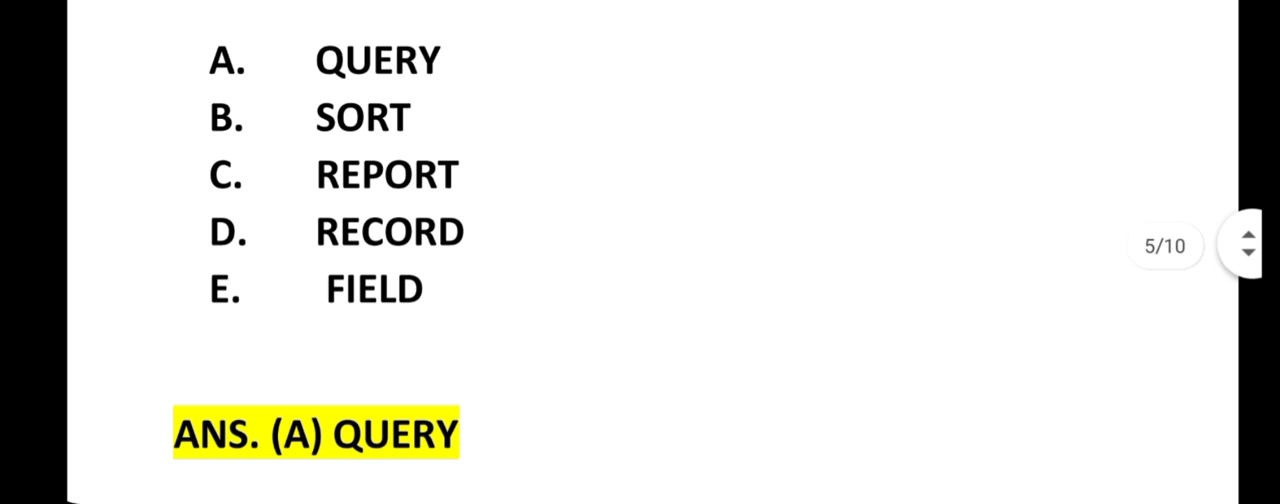 A. QUERY
B. SORT
C. REPORT
D. RECORD
E. FIELD
5/10
ANS. (A) QUERY